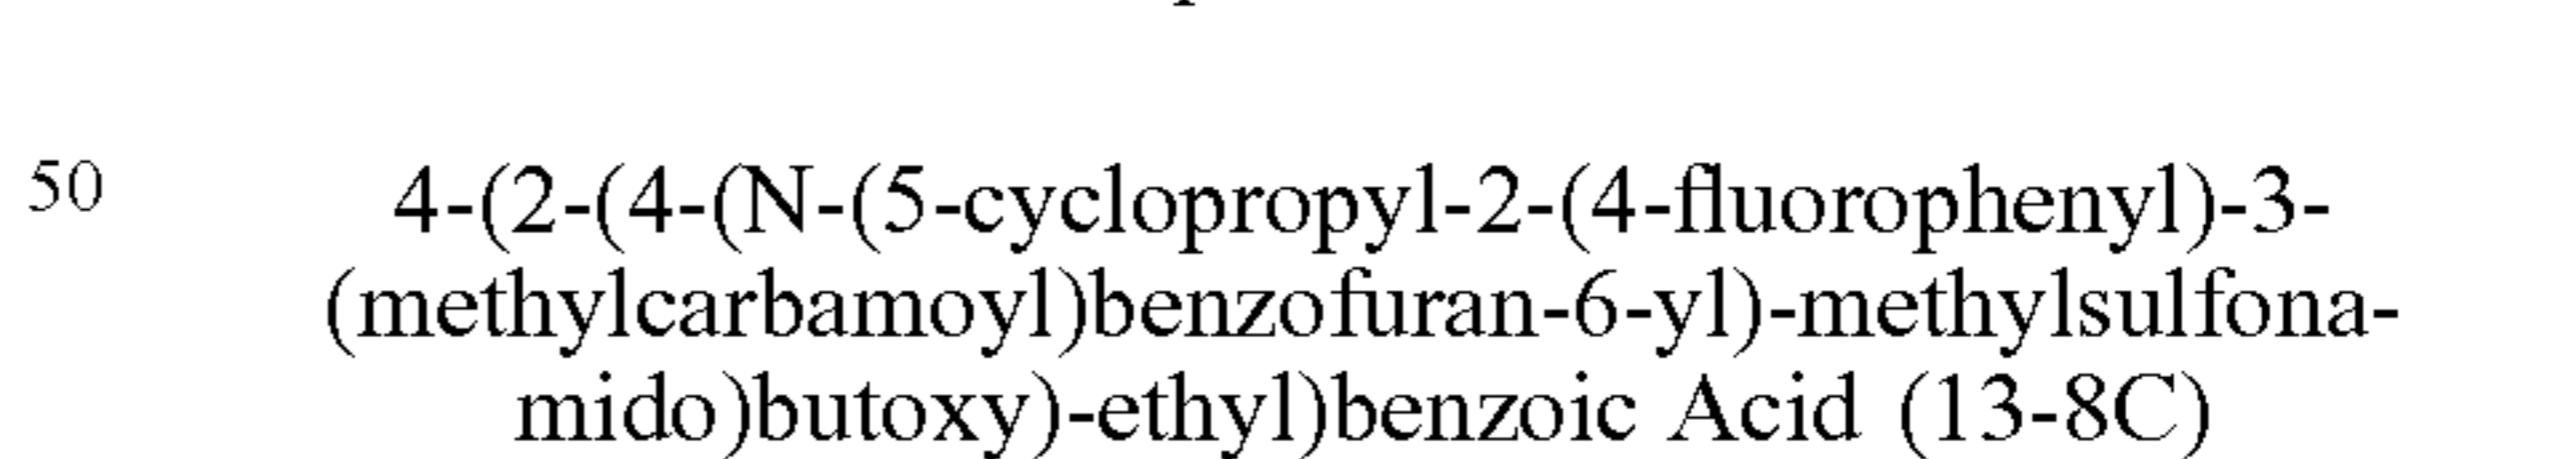 50 4-(2-(4-(N-(5-cyclopropyl-2-(4-fluorophenyl)-3-
(methylcarbamoyl)benzofuran-6-yl)-methylsulfona-
mido)butoxy)-ethyl)benzoic Acid (13-8C)